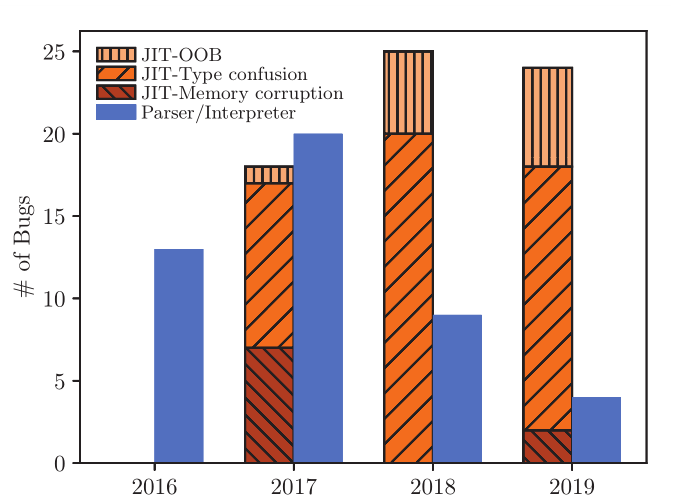 JIT-OOB
JIT-Type confusion
JIT-Memory corruption
Parser/Interpreter
# of Bugs
25
20
15
10
5
0
2016 2017 2018 2019